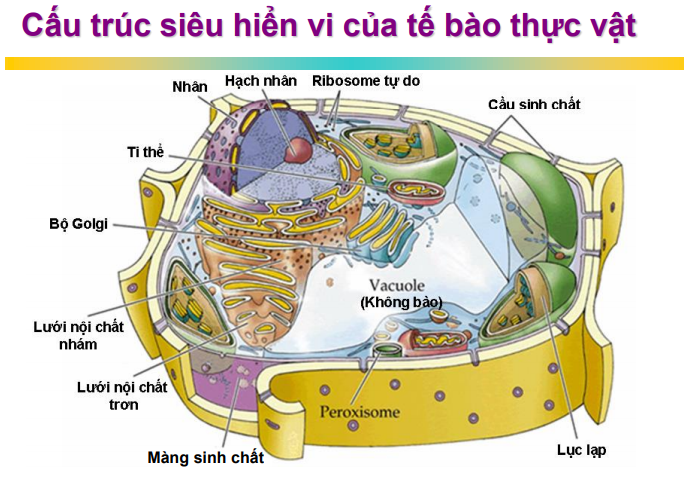 Cấu trúc siêu hiển vi của tế bào thực vật
Nhân
Hạch nhân
Ribosome tự do
Cầu sinh chất
Ti thể
Bộ Golgi
Vacuole
(Không bào)
Lưới nội chất
nhám
Lưới nội chất
trơn
Peroxisome
Màng sinh chất
Lục lạp